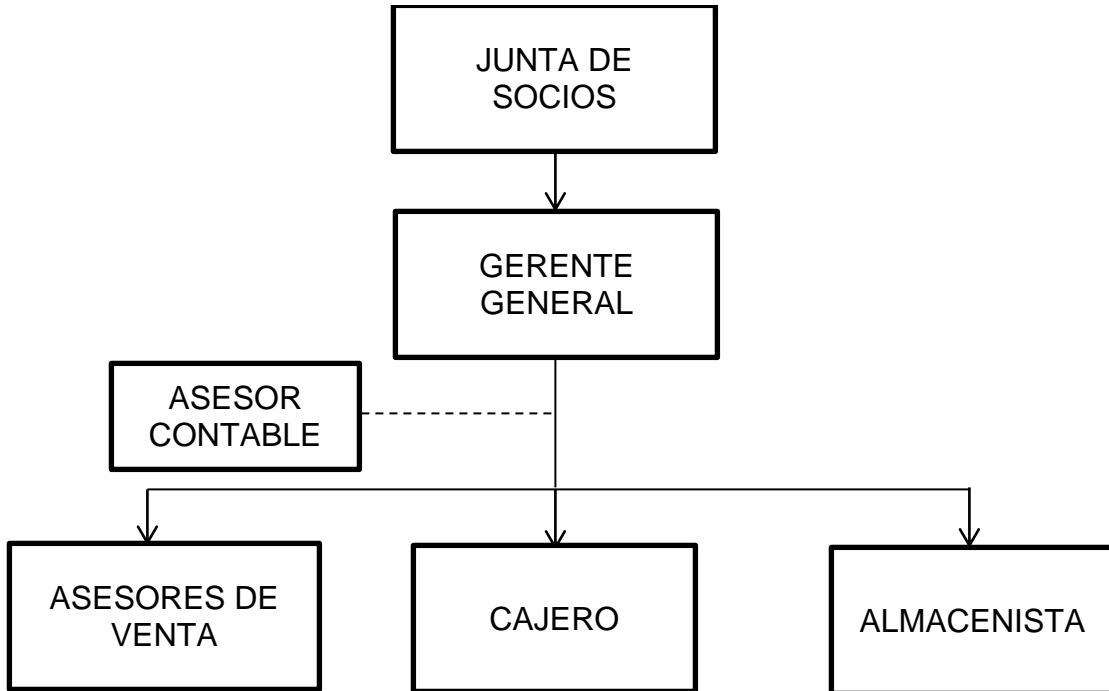 JUNTA DE
SOCIOS
GERENTE
GENERAL
ASESOR
CONTABLE
ASESORES DE
VENTA
CAJERO
ALMACENISTA